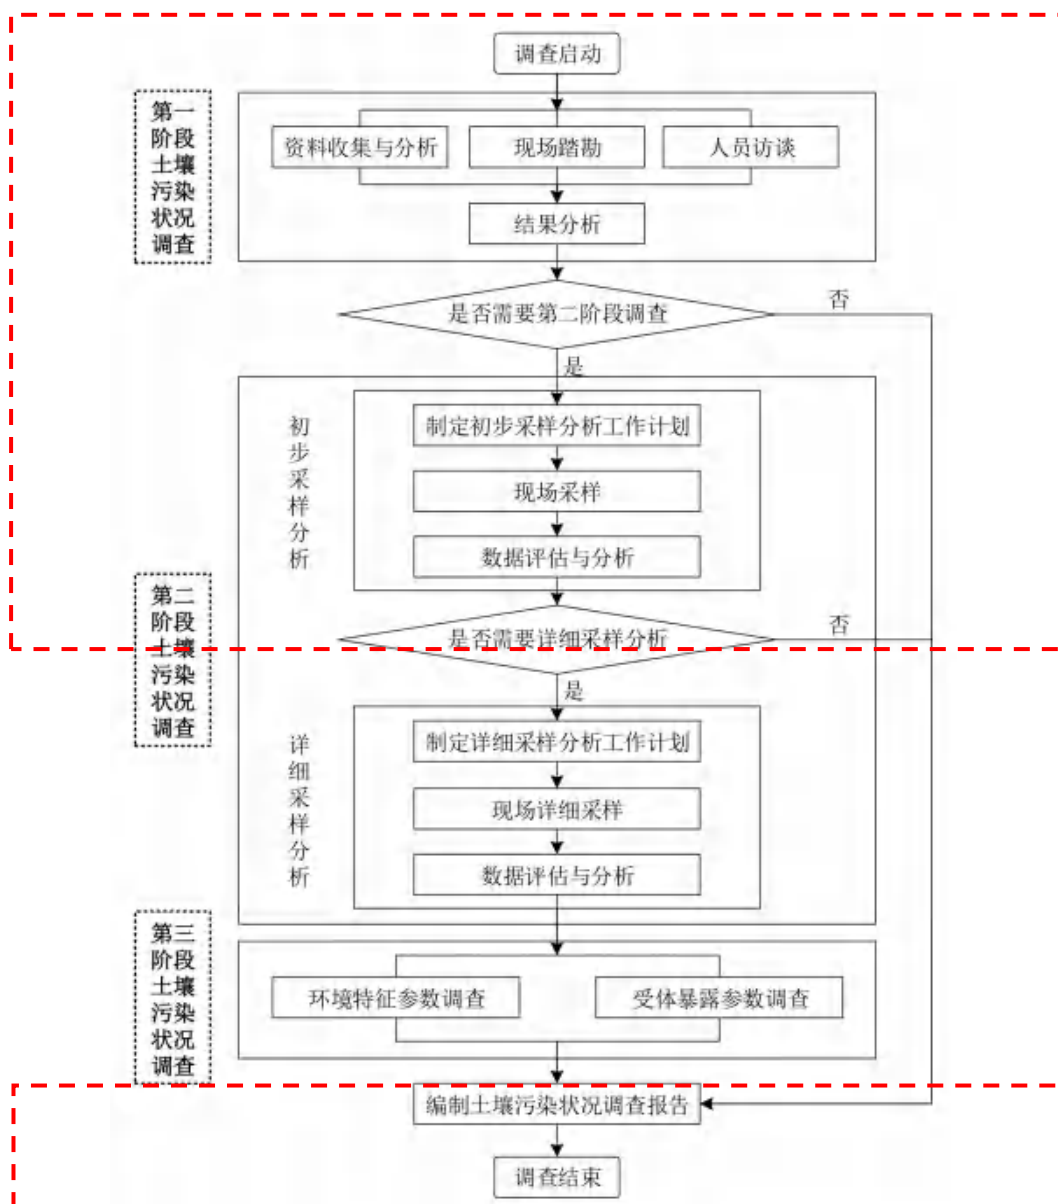 调查启动
第一
阶段
土壤
污染
状况
调查
资料收集与分析
现场踏勘
人员访谈
结果分析
是否需要第二阶段调查
否
是
初步采样分析
制定初步采样分析工作计划
现场采样
数据评估与分析
第二
阶段
土壤
污染
状况
调查
是否需要详细采样分析
否
是
详细采样分析
制定详细采样分析工作计划
现场详细采样
数据评估与分析
第三
阶段
土壤
污染
状况
调查
环境特征参数调查
受体暴露参数调查
编制土壤污染状况调查报告
调查结束